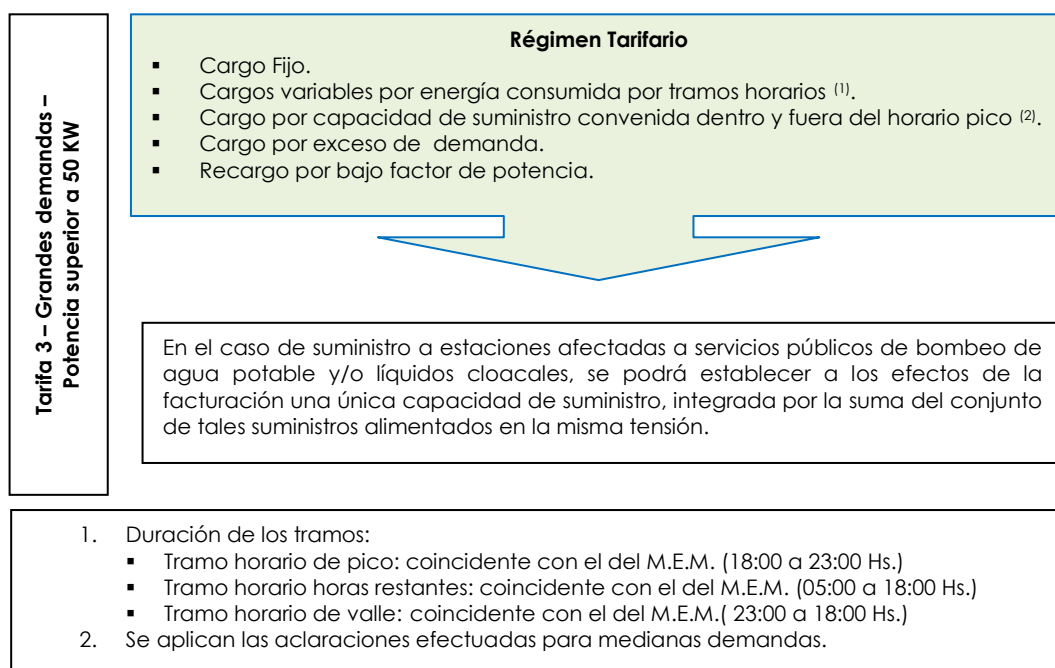 Tarifa 3 – Grandes demandas –
Potencia superior a 50 KW
Régimen Tarifario
▪ Cargo Fijo.
▪ Cargos variables por energía consumida por tramos horarios (1).
▪ Cargo por capacidad de suministro convenida dentro y fuera del horario pico (2).
▪ Cargo por exceso de demanda.
▪ Recargo por bajo factor de potencia.
En el caso de suministro a estaciones afectadas a servicios públicos de bombeo de
agua potable y/o líquidos cloacales, se podrá establecer a los efectos de la
facturación una única capacidad de suministro, integrada por la suma del conjunto
de tales suministros alimentados en la misma tensión.
1. Duración de los tramos:
▪ Tramo horario de pico: coincidente con el del M.E.M. (18:00 a 23:00 Hs.)
▪ Tramo horario horas restantes: coincidente con el del M.E.M. (05:00 a 18:00 Hs.)
▪ Tramo horario de valle: coincidente con el del M.E.M.( 23:00 a 18:00 Hs.)
2. Se aplican las aclaraciones efectuadas para medianas demandas.